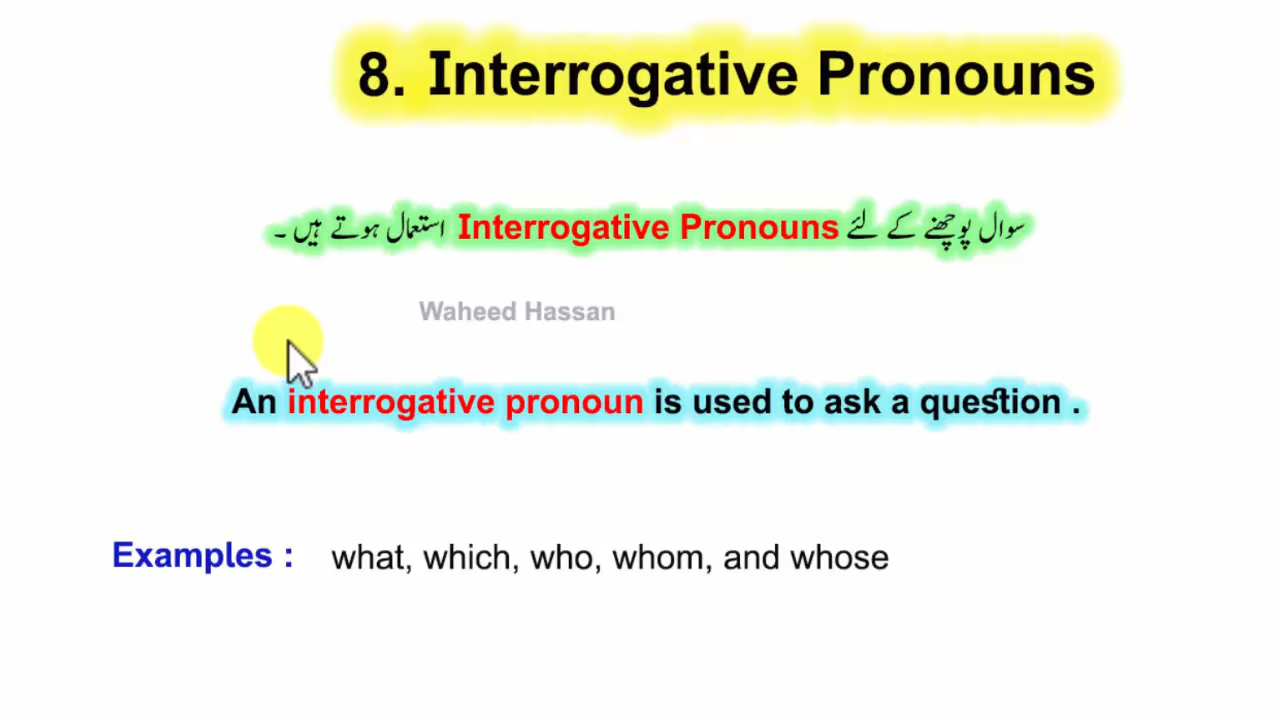 8. Interrogative Pronouns
سوال پوچھنے کے لئے Interrogative Pronouns استعمال ہوتے ہیں ۔
Waheed Hassan
An interrogative pronoun is used to ask a question .
Examples : what, which, who, whom, and whose